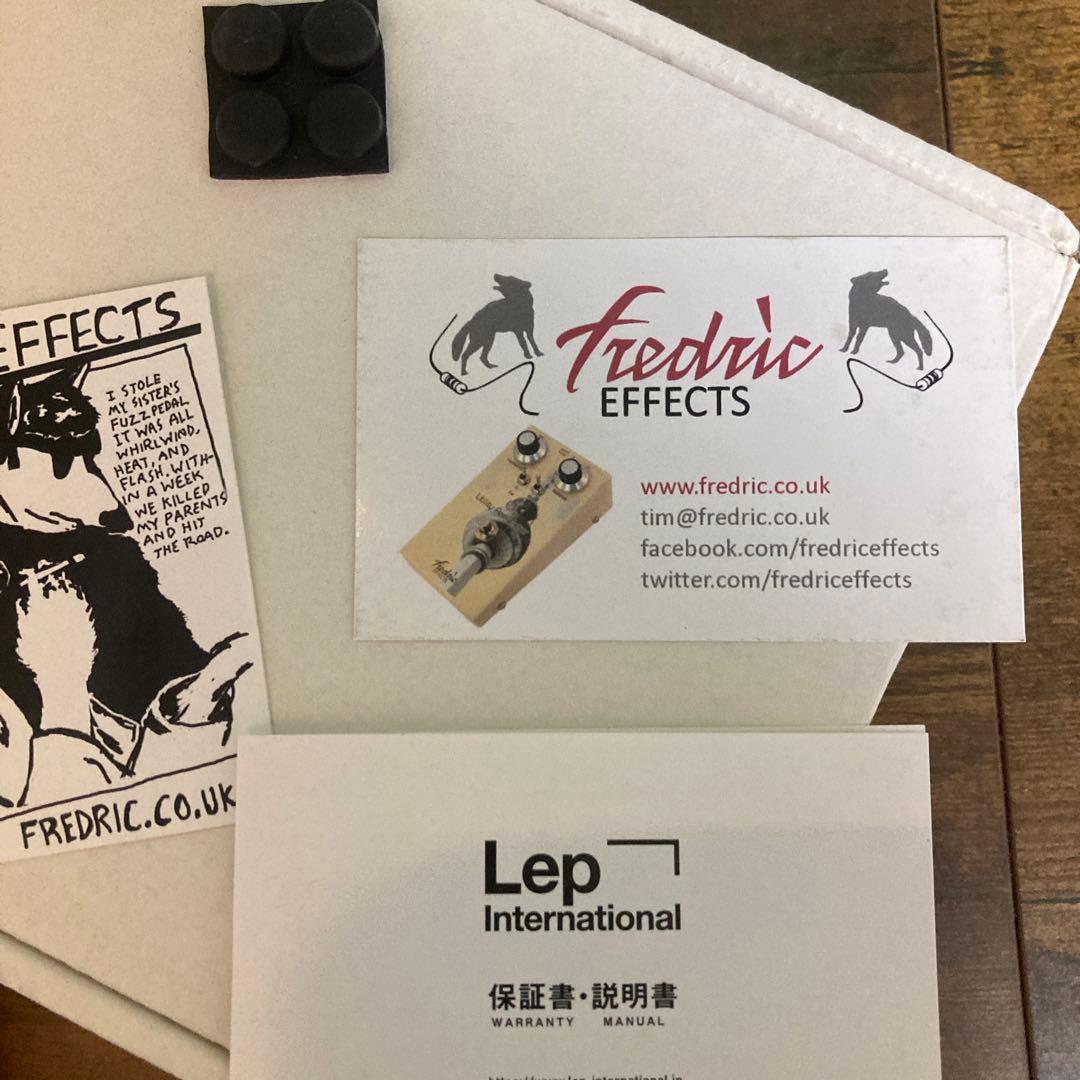 EFFECTS
I STOLE
MY SISTER'S
FUZZPEDAL
IT WAS ALL
WHIRLWIND,
HEAT, AND
FLASH. WITH-
IN A WEEK
WE KILLED
MY PARENTS
AND HIT
THE ROAD.
FREDRIC.CO.UK
fredric
EFFECTS
www.fredric.co.uk
tim@fredric.co.uk
facebook.com/fredriceffects
twitter.com/fredriceffects
fredric
Lep
International
保証書・説明書
WARRANTY MANUAL